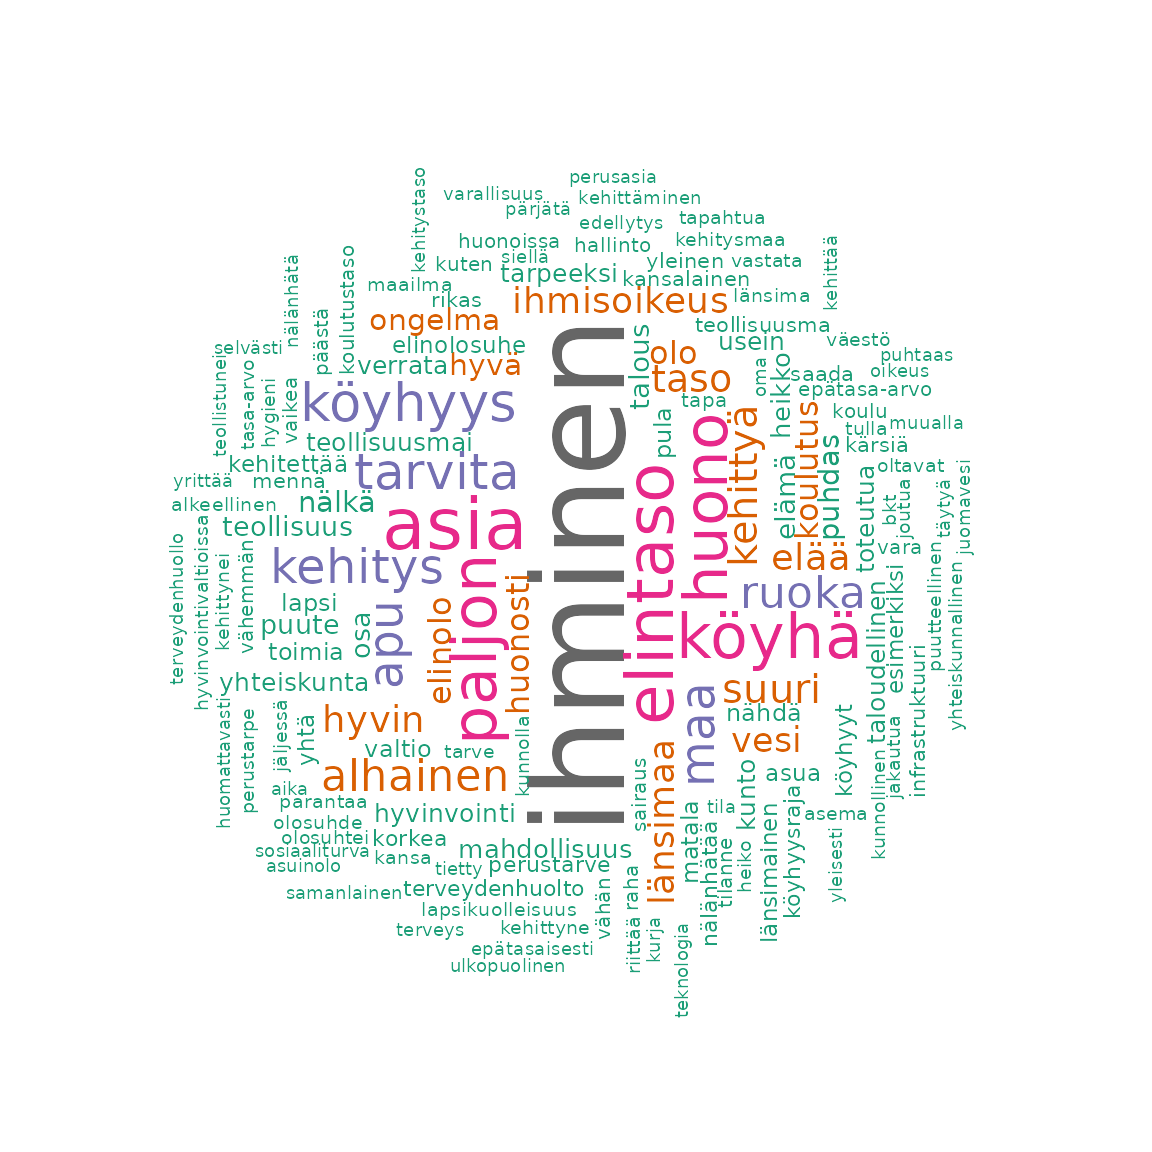 perusasia
kehitystaso
varallisuus
kehittäminen
pärjätä
edellytys
tapahtua
huonoissa
hallinto
kehitysmaa
kehittää
siellä
kuten
tarpeeksi
yleinen
vastata
kansalainen
nälänhätä
koulutustaso
maailma
rikas
ihmisoikeus
länsima
ongelma
päästä
teollisuusma
talous
usein
väestö
selvästi
elinolosuhe
olo
puhtaas
teollistunei
tasa-arvo
verrata
hyvä
taso
oma
heikko
saada
oikeus
epätasa-arvo
hygieni
vaikea
köyhyys
tapa
koulutus
koulu
pula
kehittyä
tulla
muualla
teollisuusmai
kärsiä
ihminen
huono
puhdas
kehitettää
tarvita
elintaso
elämä
toteutua
oltavat
yrittää
mennä
bkt
joutua
täytyä
juomavesi
alkeellinen
nälkä
asia
teollisuus
vara
terveydenhuollo
hyvinvointivaltioissa
kehittynei
vähemmän
kehitys
elää
puutteellinen
yhteiskunnallinen
lapsi
apu
paljon
huonosti
ruoka
esimerkiksi
taloudellinen
puute
osa
elinolo
köyhä
toimia
infrastruktuuri
yhteiskunta
maa
suuri
huomattavasti
perustarpe
jäljessä
yhtä
hyvin
nähdä
köyhyyt
jakautua
valtio
tarve
kunnolla
länsimaa
vesi
kunnollinen
alhainen
sairaus
kunto
asua
aika
parantaa
hyvinvointi
matala
tila
köyhyysraja
asema
olosuhde
länsimainen
olosuhtei
korkea
nälänhätää
tilanne
heiko
yleisesti
sosiaaliturva
kansa
mahdollisuus
asuinolo
tietty
perustarve
samanlainen
terveydenhuolto
vähän
raha
lapsikuolleisuus
terveys
kehittyne
riittää
kurja
teknologia
epätasaisesti
ulkopuolinen